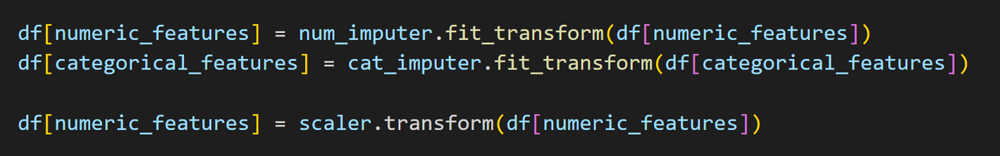 df[numeric_features] = num_imputer.fit_transform(df[numeric_features])
df[categorical_features] = cat_imputer.fit_transform(df[categorical_features])
df[numeric_features] = scaler.transform(df[numeric_features])